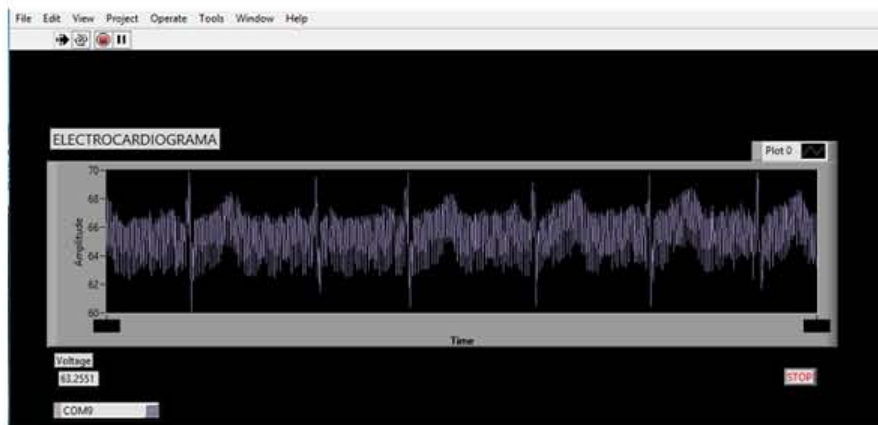 File Edit View Project Operate Tools Window Help
ELECTROCARDIOGRAMA
Plot 0
70
68
66
64
62
60
Amplitude
Time
Voltage
63.2551
STOP
COM9